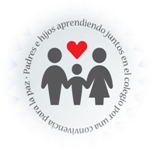 Padres e hijos aprendiendo juntos en el colegio por una convivencia para la paz -